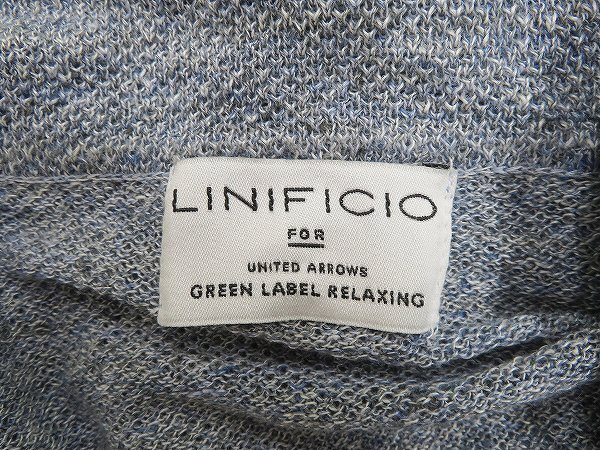 LINIFICIO
FOR
UNITED ARROWS
GREEN LABEL RELAXING